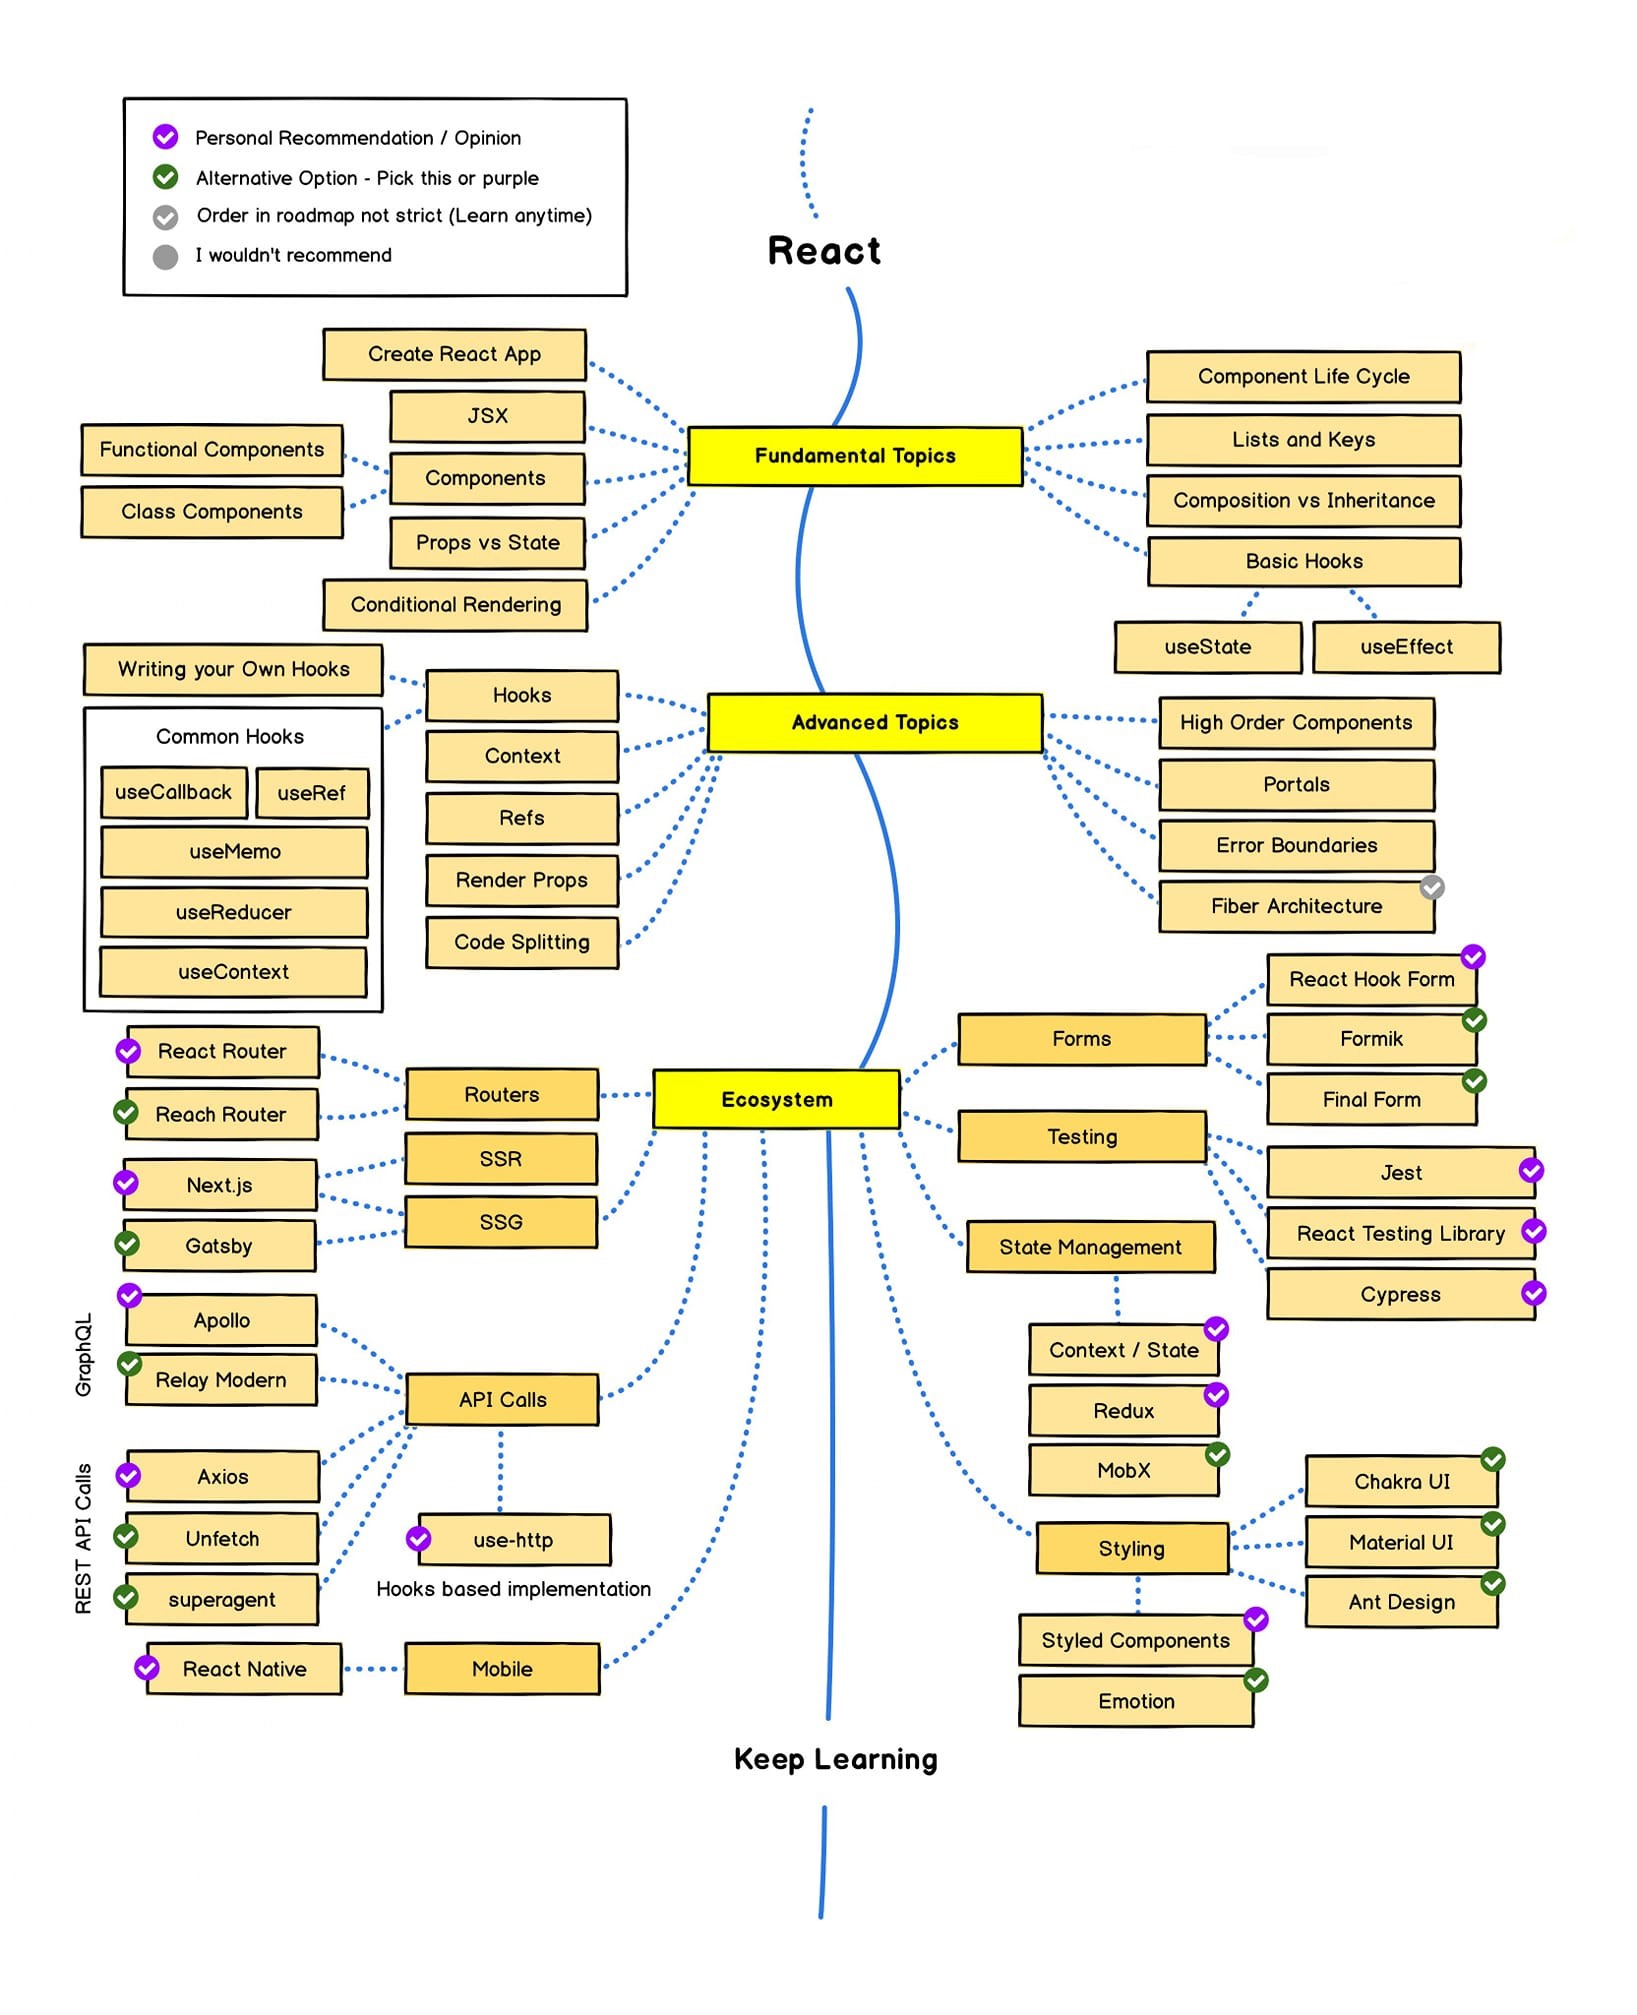 Personal Recommendation / Opinion
Alternative Option - Pick this or purple
Order in roadmap not strict (Learn anytime)
I wouldn't recommend
React
Create React App
JSX
Functional Components
Components
Class Components
Props vs State
Conditional Rendering
Fundamental Topics
Component Life Cycle
Lists and Keys
Composition vs Inheritance
Basic Hooks
useState
useEffect
Writing your Own Hooks
Hooks
Common Hooks
useCallback
useRef
useMemo
useReducer
useContext
Context
Refs
Render Props
Code Splitting
Advanced Topics
High Order Components
Portals
Error Boundaries
Fiber Architecture
React Router
Reach Router
Routers
Next.js
Gatsby
SSR
SSG
Ecosystem
Forms
React Hook Form
Formik
Final Form
Testing
Jest
React Testing Library
Cypress
State Management
Context / State
Redux
MobX
GraphQL
Apollo
Relay Modern
API Calls
REST API Calls
Axios
Unfetch
superagent
use-http
Hooks based implementation
React Native
Mobile
Styling
Chakra UI
Material UI
Ant Design
Styled Components
Emotion
Keep Learning